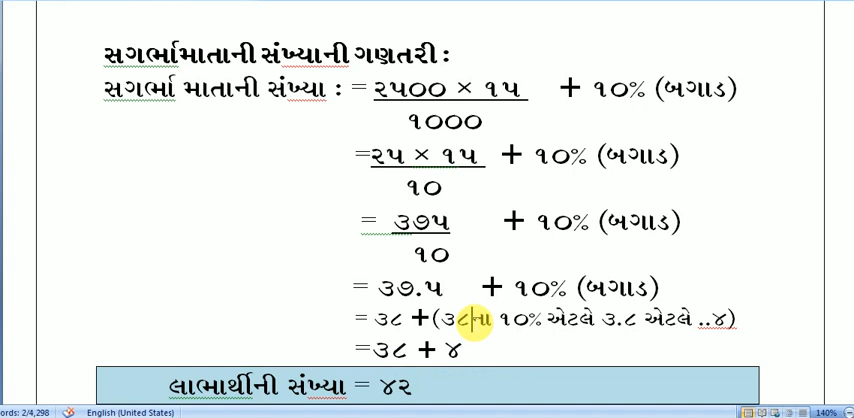 સગર્ભામાતાની સંખ્યાની ગણતરી :
સગર્ભા માતાની સંખ્યા : = ૨૫૦૦ × ૧૫ + ૧૦% (બગાડ)
૧૦૦૦
=૨૫ × ૧૫ + ૧૦% (બગાડ)
૧૦
= ૩૭૫ + ૧૦% (બગાડ)
૧૦
= ૩૭.૫ + ૧૦% (બગાડ)
= ૩૮ +(૩૮ના ૧૦% એટલે ૩.૮ એટલે ..૪)
=૩૮ + ૪
લાભાર્થીની સંખ્યા = ૪૨
ords: 2/4,298 English (United States) 140%